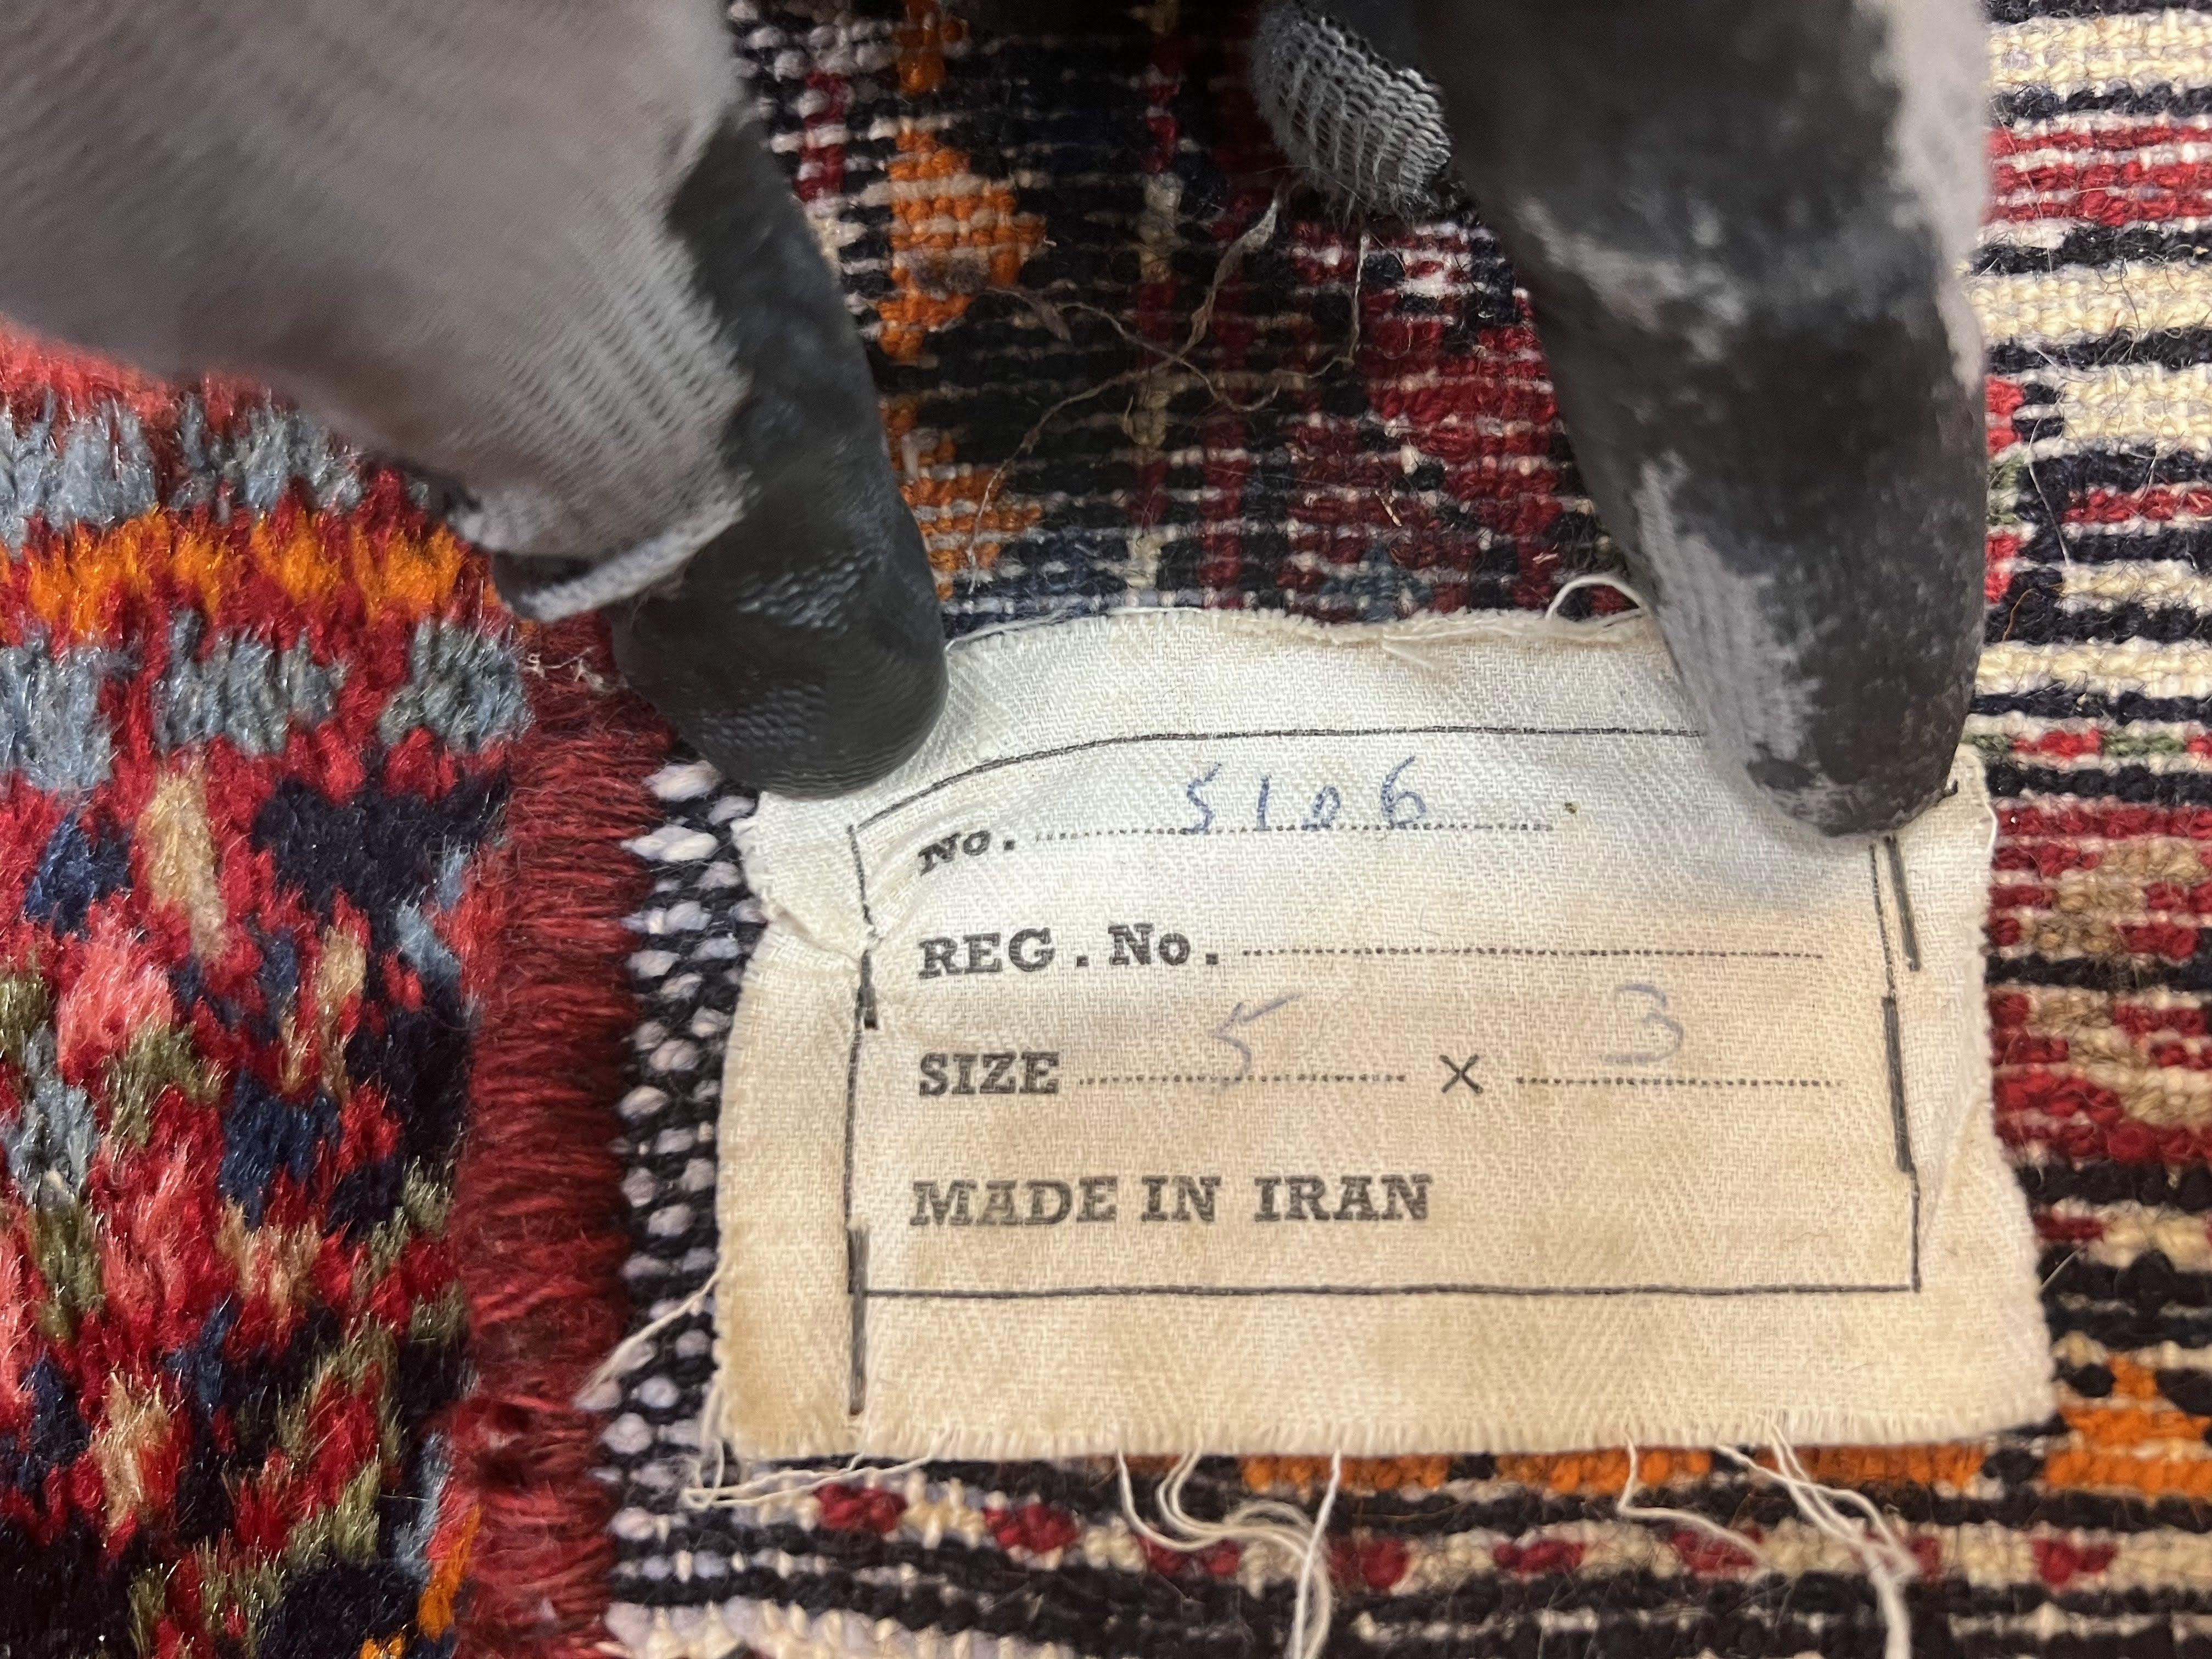 No. 5106
REG. No.
SIZE 5 × 3
MADE IN IRAN